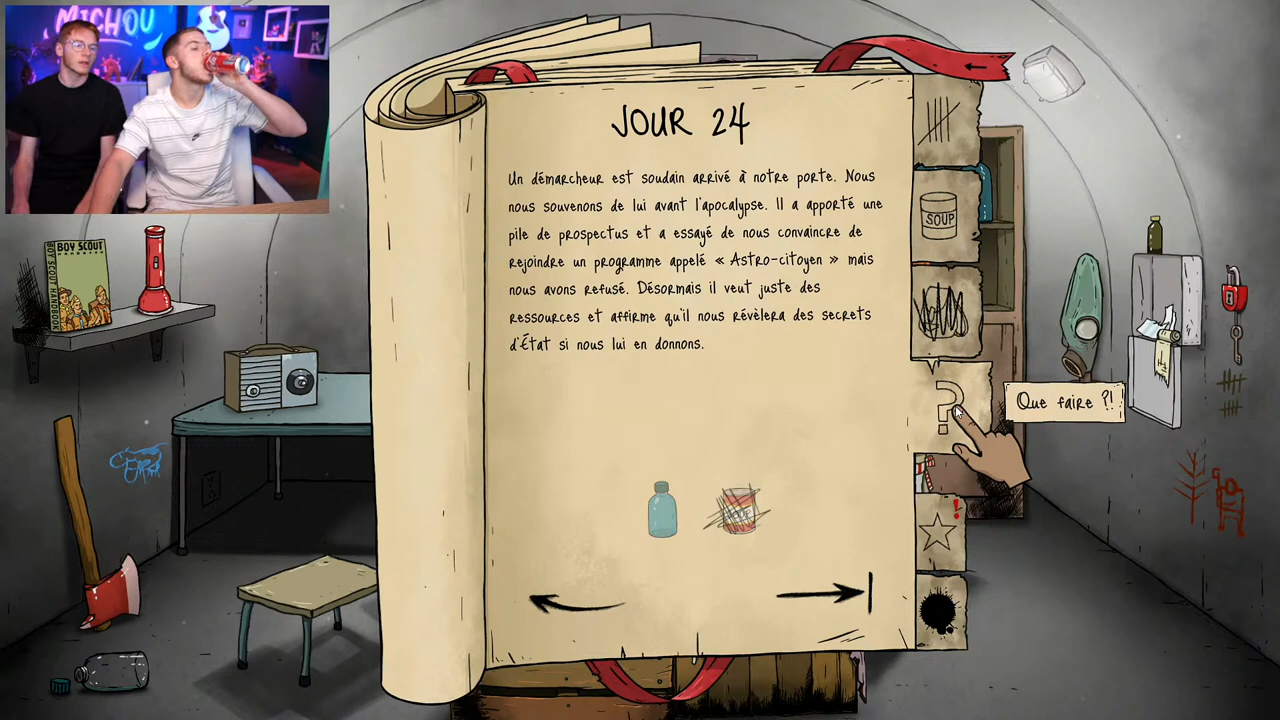 MICHOU
JOUR 24
Un démarcheur est soudain arrivé à notre porte. Nous
nous souvenons de lui avant l'apocalypse. Il a apporté une
pile de prospectus et a essayé de nous convaincre de
rejoindre un programme appelé « Astro-citoyen » mais
nous avons refusé. Désormais il veut juste des
ressources et affirme qu'il nous révèlera des secrets
d'État si nous lui en donnons.
SOUP
Que faire ?!
BOY SCOUT
BOY SCOUT HANDBOOK